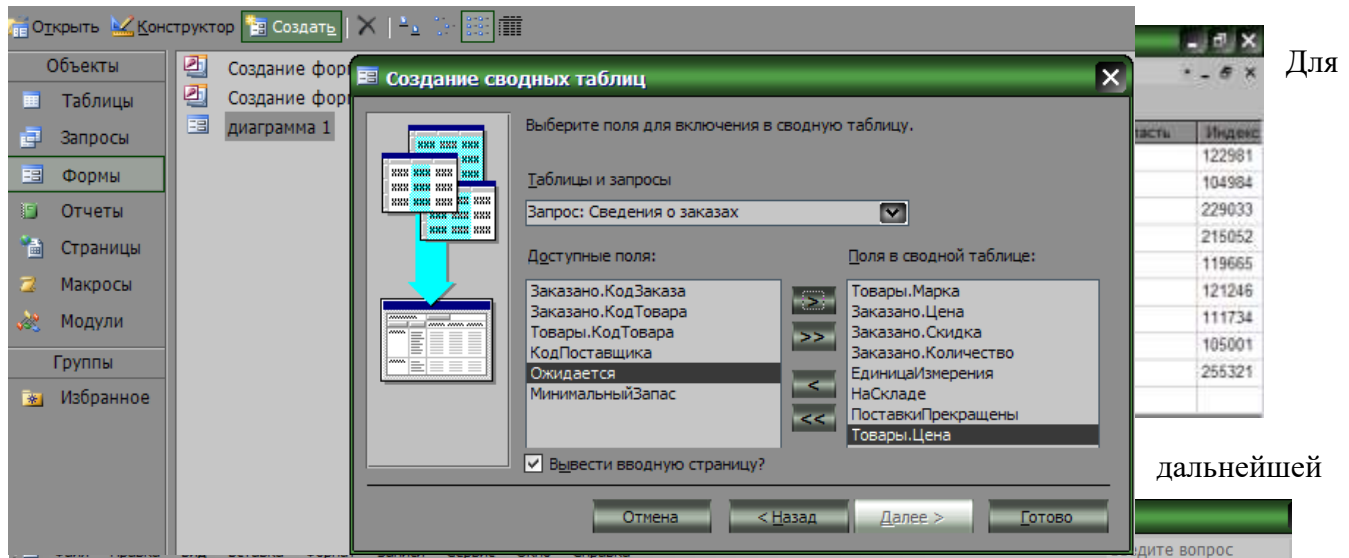 Открыть Конструктор Создать
Объекты
Таблицы
Запросы
Формы
Отчеты
Страницы
Макросы
Модули
Группы
Избранное
Создание фор
Создание фор
диаграмма 1
Создание сводных таблиц
Выберите поля для включения в сводную таблицу.
Таблицы и запросы
Запрос: Сведения о заказах
Доступные поля:
Заказано.КодЗаказа
Заказано.КодТовара
Товары.КодТовара
КодПоставщика
Ожидается
МинимальныйЗапас
>
>>
<
<<
Поля в сводной таблице:
Товары.Марка
Заказано.Цена
Заказано.Скидка
Заказано.Количество
ЕдиницаИзмерения
НаСкладе
ПоставкиПрекращены
Товары.Цена
Вывести вводную страницу?
Отмена < Назад Далее > Готово
Для
ласть Индекс
122981
104984
229033
215052
119665
121246
111734
105001
255321
дальнейшей
едите вопрос